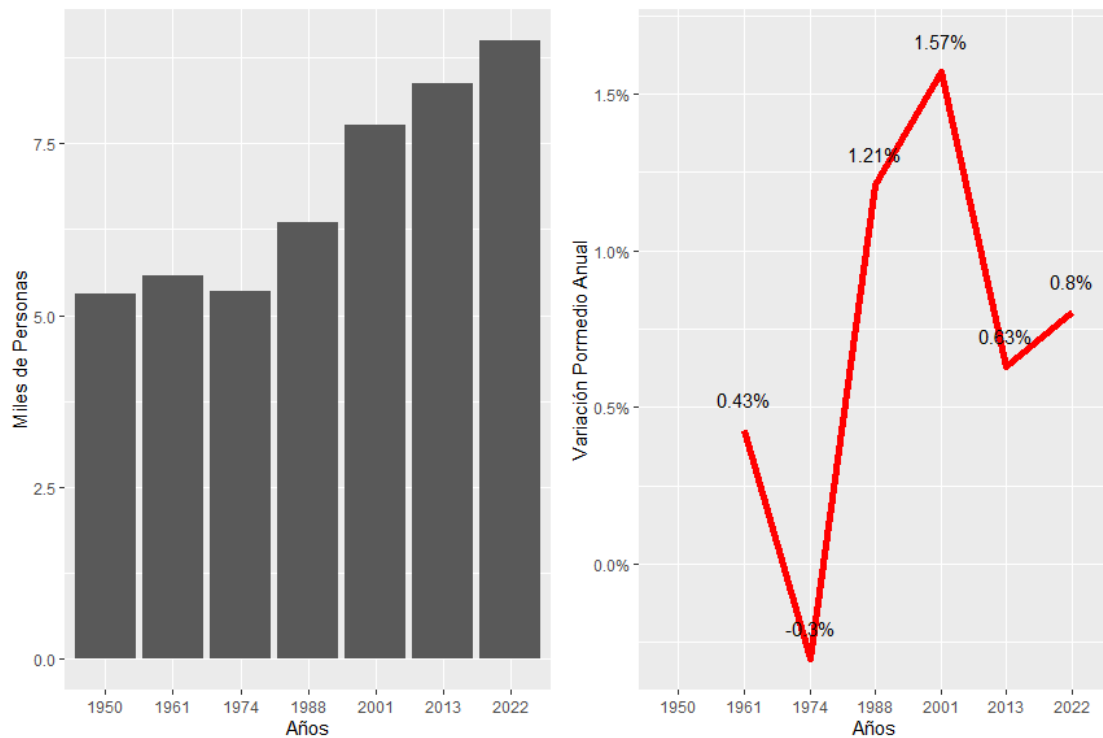 Miles de Personas
7.5
5.0
2.5
0.0
1950 1961 1974 1988 2001 2013 2022
Años
Variación Pormedio Anual
1.5%
1.0%
0.5%
0.0%
0.43%
-0.3%
1.21%
1.57%
0.63%
0.8%
1950 1961 1974 1988 2001 2013 2022
Años